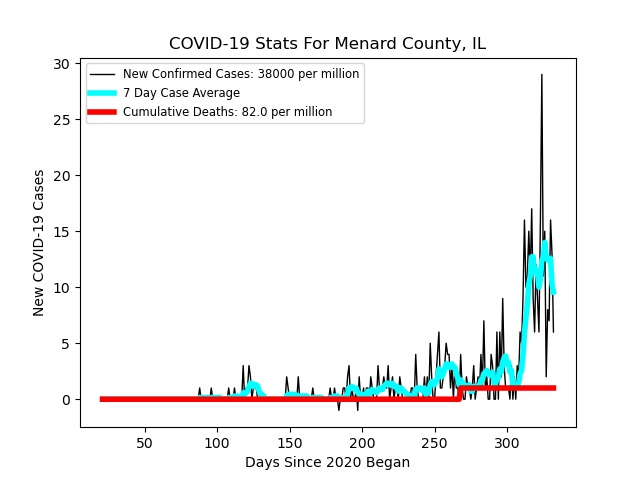 COVID-19 Stats For Menard County, IL
New Confirmed Cases: 38000 per million
7 Day Case Average
Cumulative Deaths: 82.0 per million
New COVID-19 Cases
30
25
20
15
10
5
0
50 100 150 200 250 300
Days Since 2020 Began